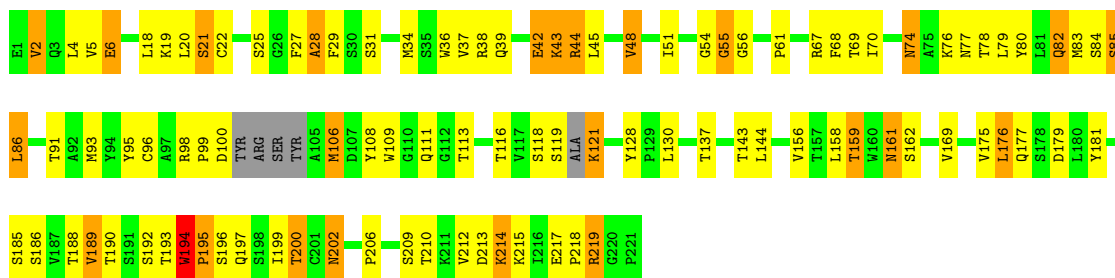 E1 V2 Q3 L4 V5 E6 L18 K19 L20 S21 C22 S25 G26 F27 A28 F29 S30 S31 M34 S35 W36 V37 R38 Q39 E42 K43 R44 L45 V48 I51 G54 G55 G56 P61 R67 F68 T69 I70 N74 A75 K76 N77 T78 L79 Y80 L81 Q82 M83 S84 S85
L86 T91 A92 M93 Y94 Y95 C96 A97 R98 P99 D100 TYR ARG SER TYR A105 M106 D107 Y108 W109 G110 Q111 G112 T113 T116 V117 S118 S119 ALA K121 Y128 P129 L130 T137 T143 L144 V156 T157 L158 T159 W160 N161 S162 V169 V175 L176 Q177 S178 D179 L180 Y181
S185 S186 V187 T188 V189 T190 S191 S192 T193 W194 P195 S196 Q197 S198 I199 T200 C201 N202 P206 S209 T210 K211 V212 D213 K214 K215 I216 E217 P218 R219 G220 P221